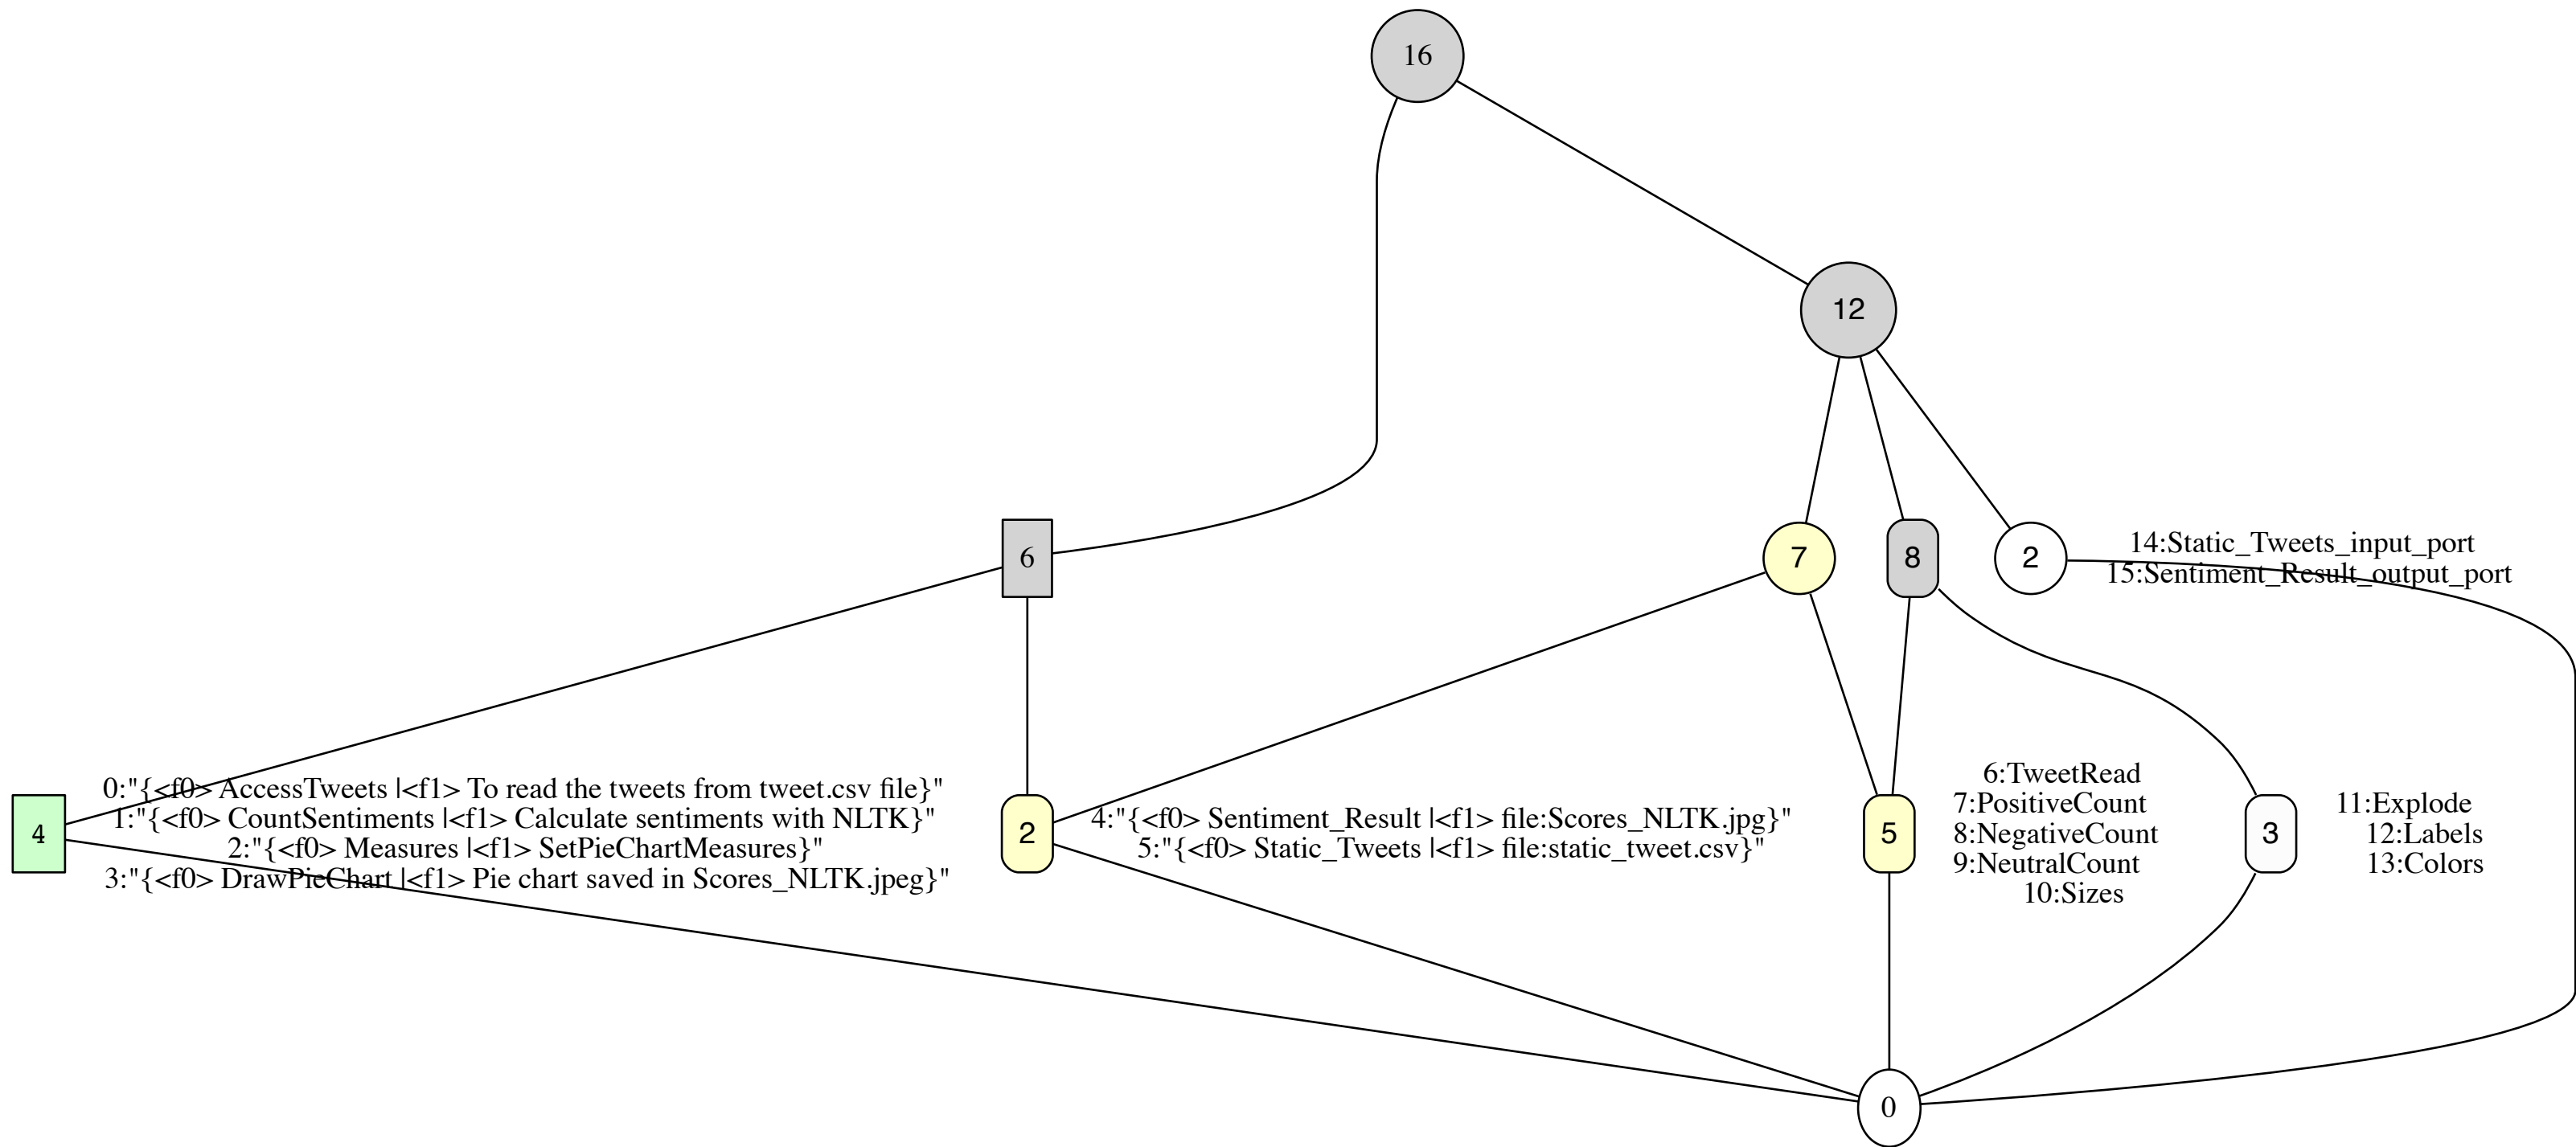 16
12
6
7
8
2
14:Static_Tweets_input_port
15:Sentiment_Result_output_port
4
0:"{<f0> AccessTweets |<f1> To read the tweets from tweet.csv file}"
1:"{<f0> CountSentiments |<f1> Calculate sentiments with NLTK}"
2:"{<f0> Measures |<f1> SetPieChartMeasures}"
3:"{<f0> DrawPieChart |<f1> Pie chart saved in Scores_NLTK.jpeg}"
2
4:"{<f0> Sentiment_Result |<f1> file:Scores_NLTK.jpg}"
5:"{<f0> Static_Tweets |<f1> file:static_tweet.csv}"
5
6:TweetRead
7:PositiveCount
8:NegativeCount
9:NeutralCount
10:Sizes
3
11:Explode
12:Labels
13:Colors
0